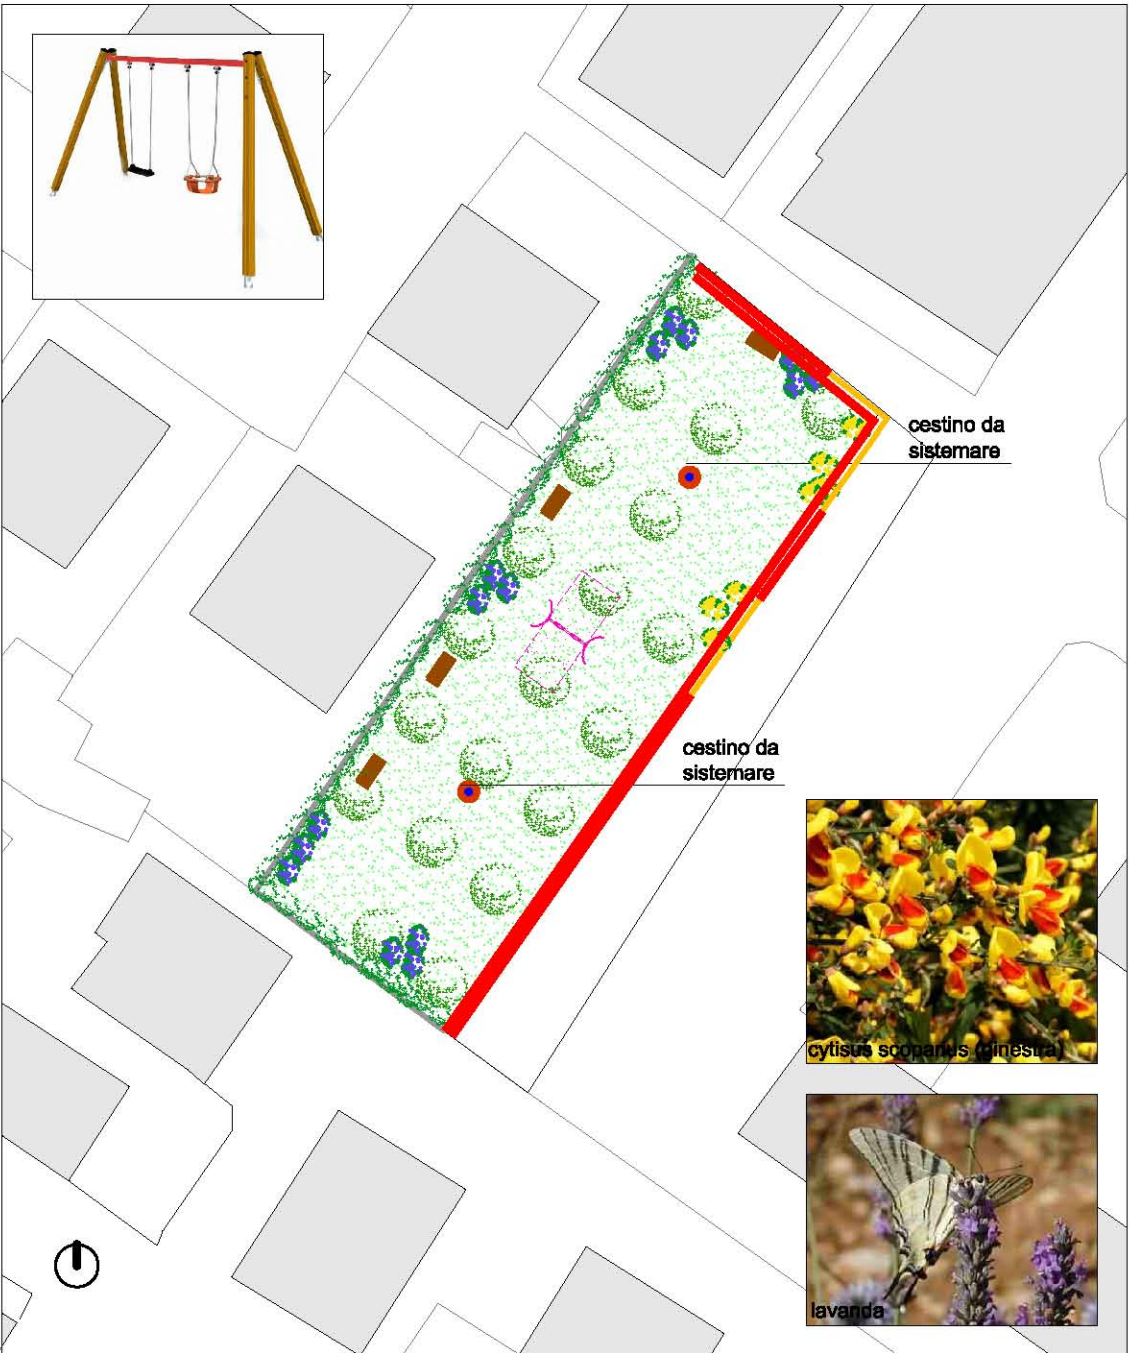 cestino da
sistemare
cestino da
sistemare
cytisus scoparius (ginestra)
lavanda